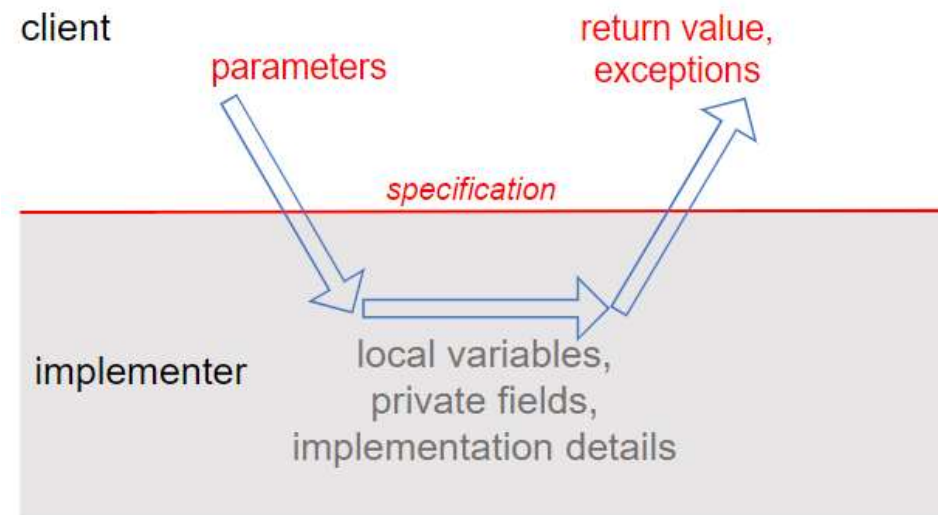 client
parameters
return value,
exceptions
specification
implementer
local variables,
private fields,
implementation details